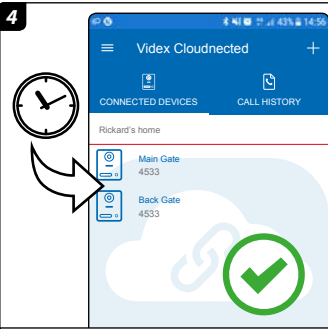 4
43% 14:56
Videx Cloudnected
CONNECTED DEVICES
CALL HISTORY
Rickard's home
Main Gate
4533
Back Gate
4533